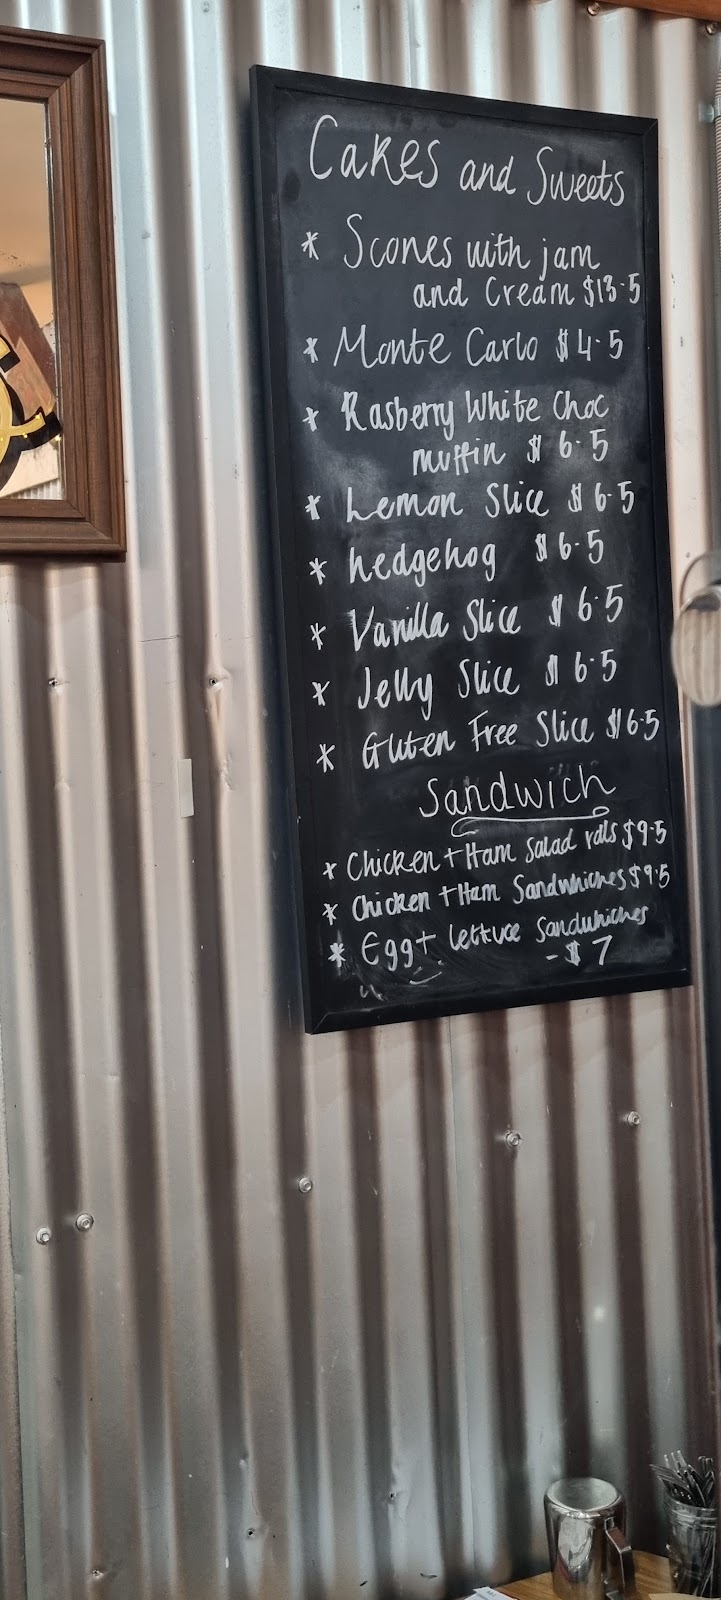 Cakes and Sweets
* Scones with jam
and Cream $13.5
* Monte Carlo $4.5
* Rasberry White Choc
muffin $6.5
* Lemon Slice $6.5
* hedgehog $6.5
* Vanilla Slice $6.5
* Jelly Slice $6.5
* Gluten Free Slice $6.5
Sandwich
* Chicken + Ham Salad rolls $9.5
* Chicken + Ham Sandwhiches $9.5
* Egg + lettuce Sandwhiches
- $7